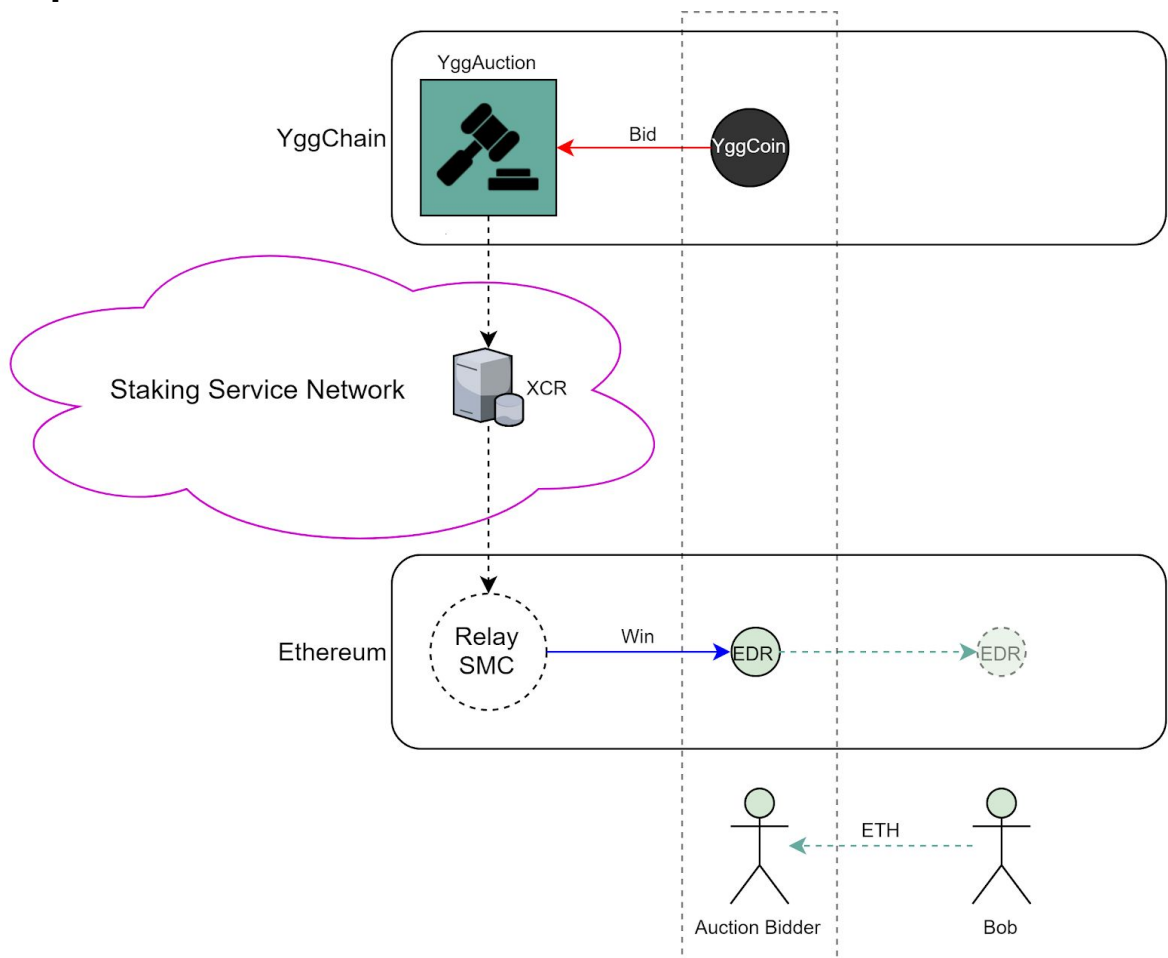 YggAuction
YggChain
Bid
YggCoin
Staking Service Network
XCR
Ethereum
Relay
SMC
Win
EDR
EDR
ETH
Auction Bidder
Bob